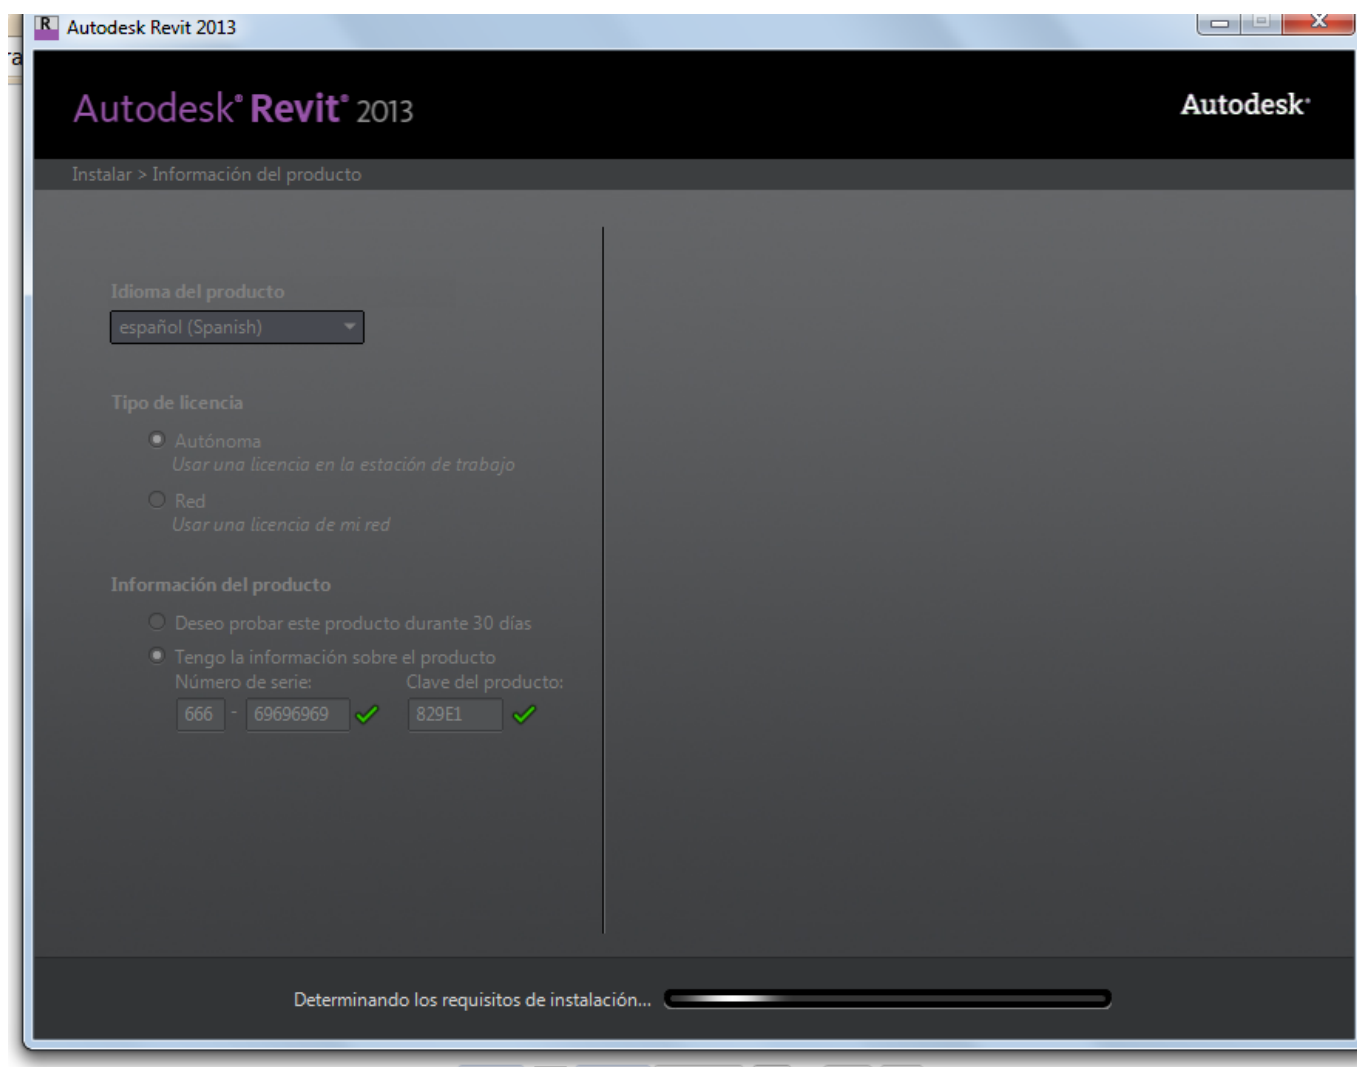 Autodesk Revit 2013
Autodesk® Revit® 2013
Autodesk®
Instalar > Información del producto
Idioma del producto
español (Spanish)
Tipo de licencia
Autónoma
Usar una licencia en la estación de trabajo
Red
Usar una licencia de mi red
Información del producto
Deseo probar este producto durante 30 días
Tengo la información sobre el producto
Número de serie: Clave del producto:
666 - 69696969 829E1
Determinando los requisitos de instalación...